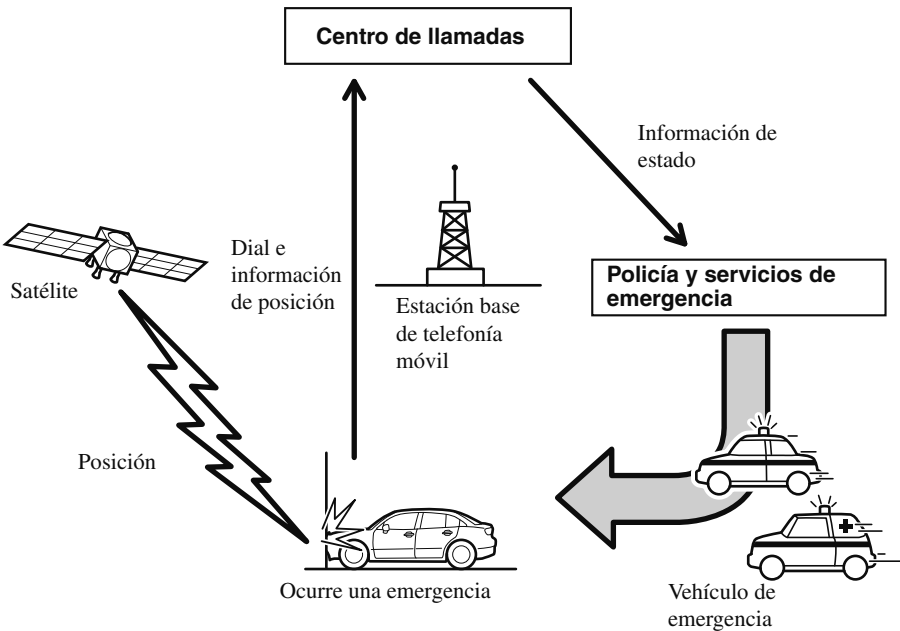 Centro de llamadas
Información de
estado
Dial e
información
de posición
Satélite
Policía y servicios de
emergencia
Estación base
de telefonía
móvil
Posición
Ocurre una emergencia
Vehículo de
emergencia